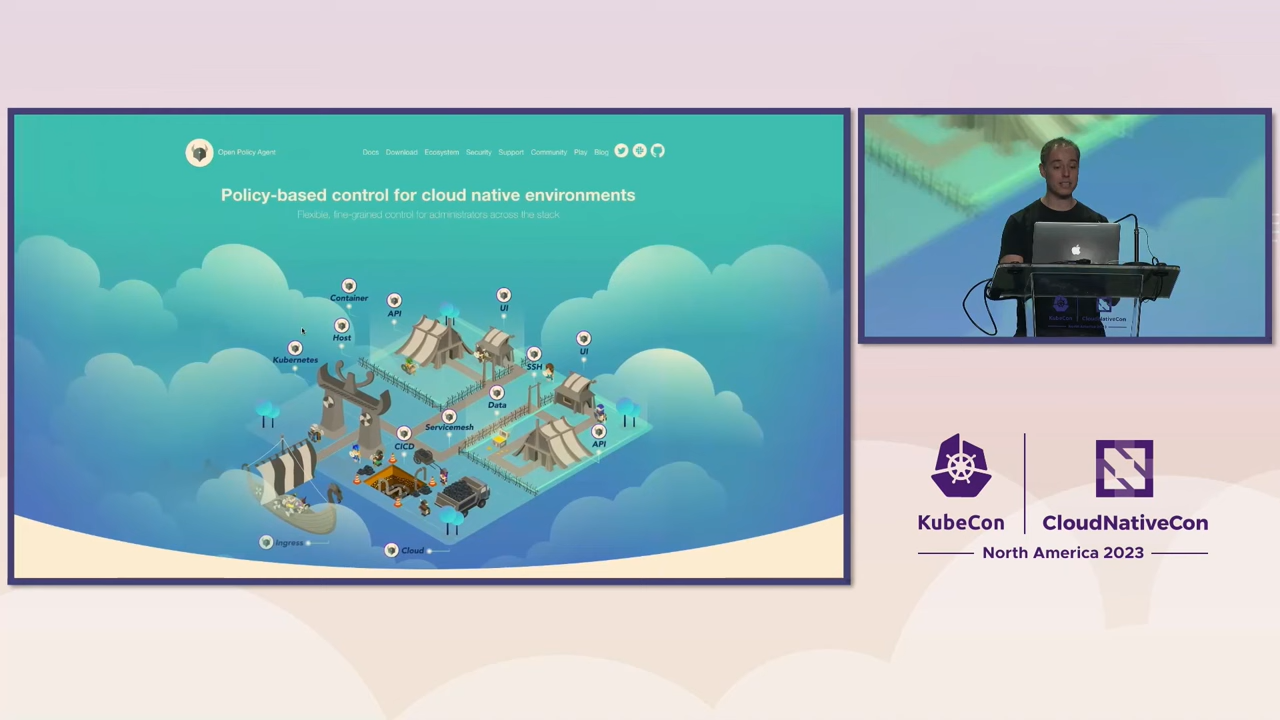 Open Policy Agent
Docs Download Ecosystem Security Support Community Play Blog
Policy-based control for cloud native environments
Flexible, fine-grained control for administrators across the stack
Container
API
UI
Host
Kubernetes
UI
SSH
Data
Servicemesh
CICD
API
Ingress
Cloud
KubeCon
CloudNativeCon
KubeCon
CloudNativeCon
North America 2023